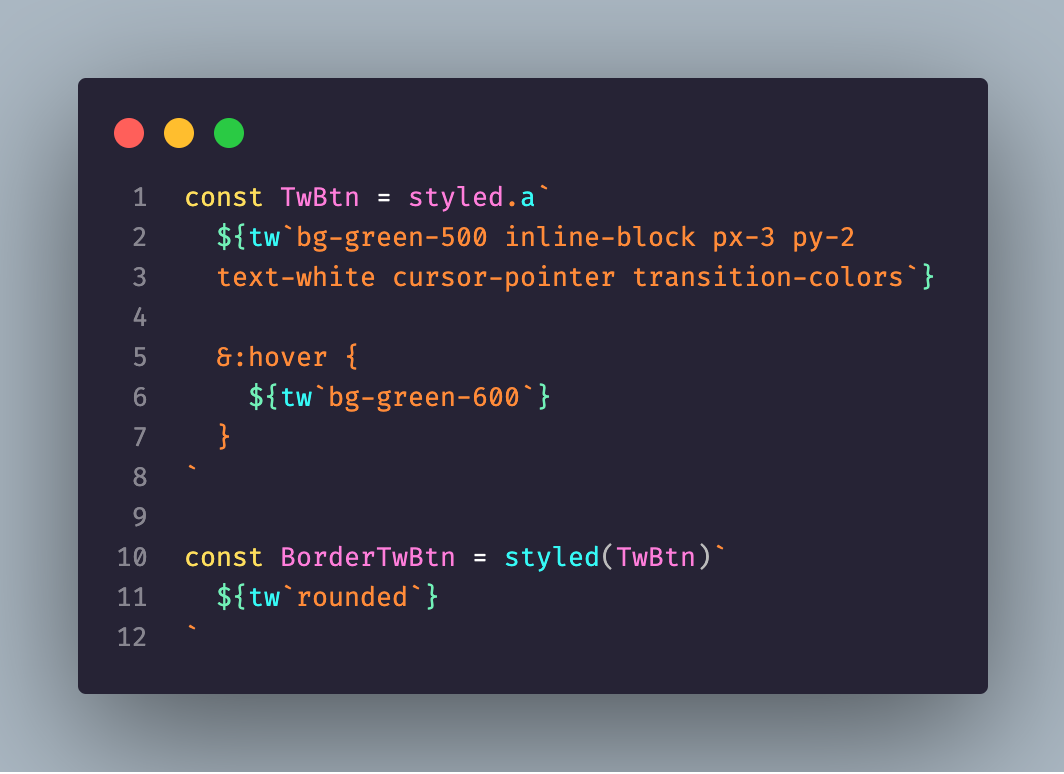 1 const TwBtn = styled.a`
2   ${tw`bg-green-500 inline-block px-3 py-2
3   text-white cursor-pointer transition-colors`}
4
5   &:hover {
6     ${tw`bg-green-600`}
7   }
8 `
9
10 const BorderTwBtn = styled(TwBtn)`
11   ${tw`rounded`}
12 `